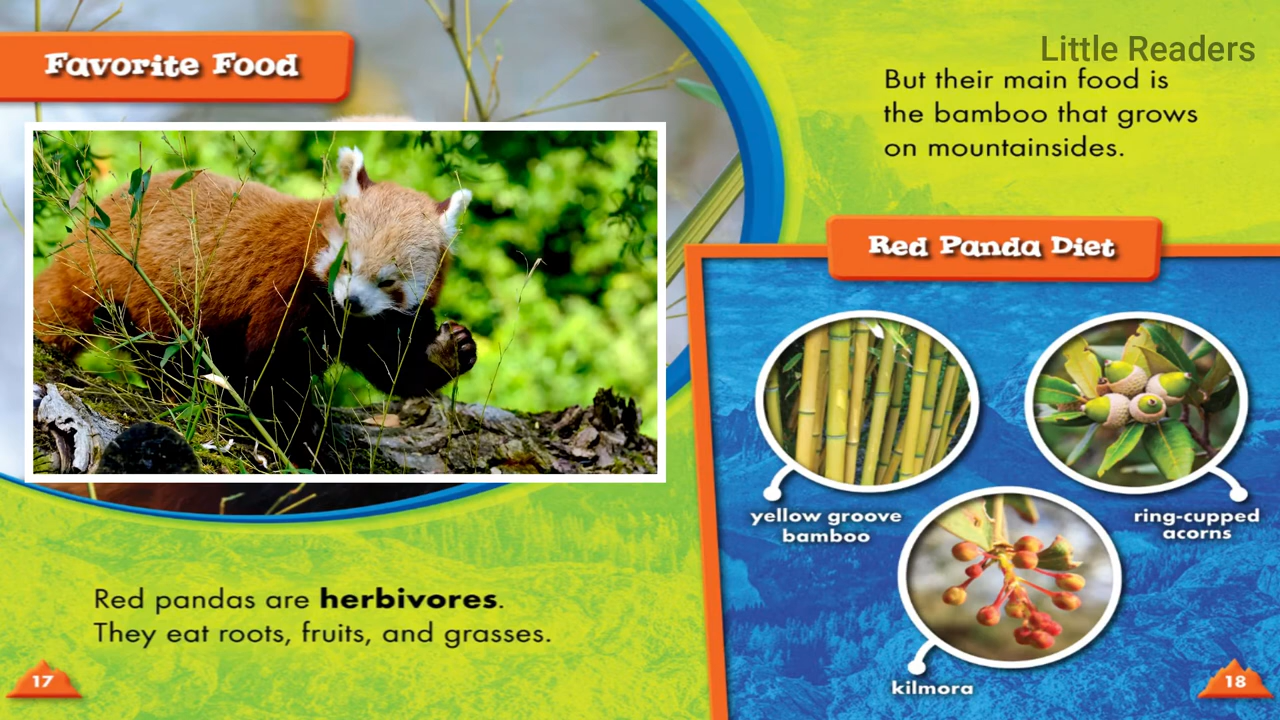 Favorite Food
Red pandas are herbivores.
They eat roots, fruits, and grasses.
17
Little Readers
But their main food is
the bamboo that grows
on mountainsides.
Red Panda Diet
yellow groove
bamboo
ring-cupped
acorns
kilmora
18